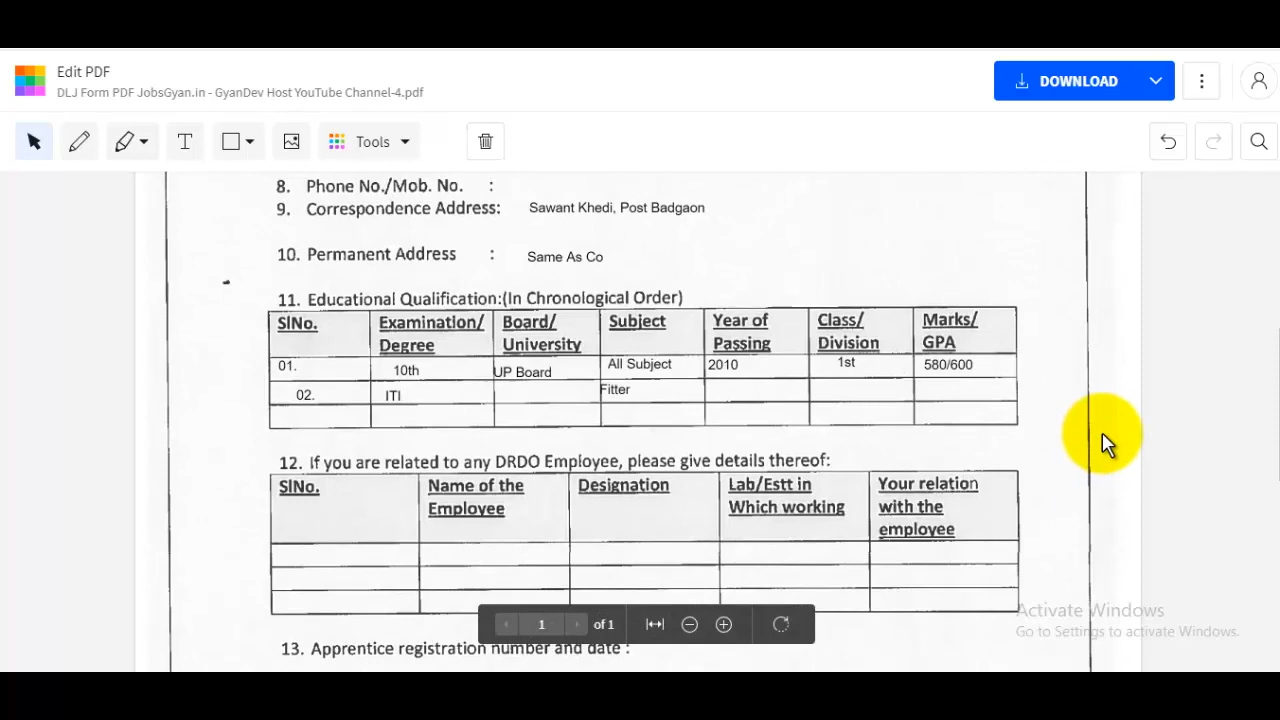 Edit PDF
DLJ Form PDF JobsGyan.in - GyanDev Host YouTube Channel-4.pdf
DOWNLOAD
T
Tools
8. Phone No./Mob. No. :
9. Correspondence Address: Sawant Khedi, Post Badgaon
10. Permanent Address : Same As Co
11. Educational Qualification:(In Chronological Order)
SlNo. Examination/ Degree Board/ University Subject Year of Passing Class/ Division Marks/ GPA
01. 10th UP Board All Subject 2010 1st 580/600
02. ITI Fitter
12. If you are related to any DRDO Employee, please give details thereof:
SlNo. Name of the Employee Designation Lab/Estt in Which working Your relation with the employee
1 of 1
13. Apprentice registration number and date :
Activate Windows
Go to Settings to activate Windows.